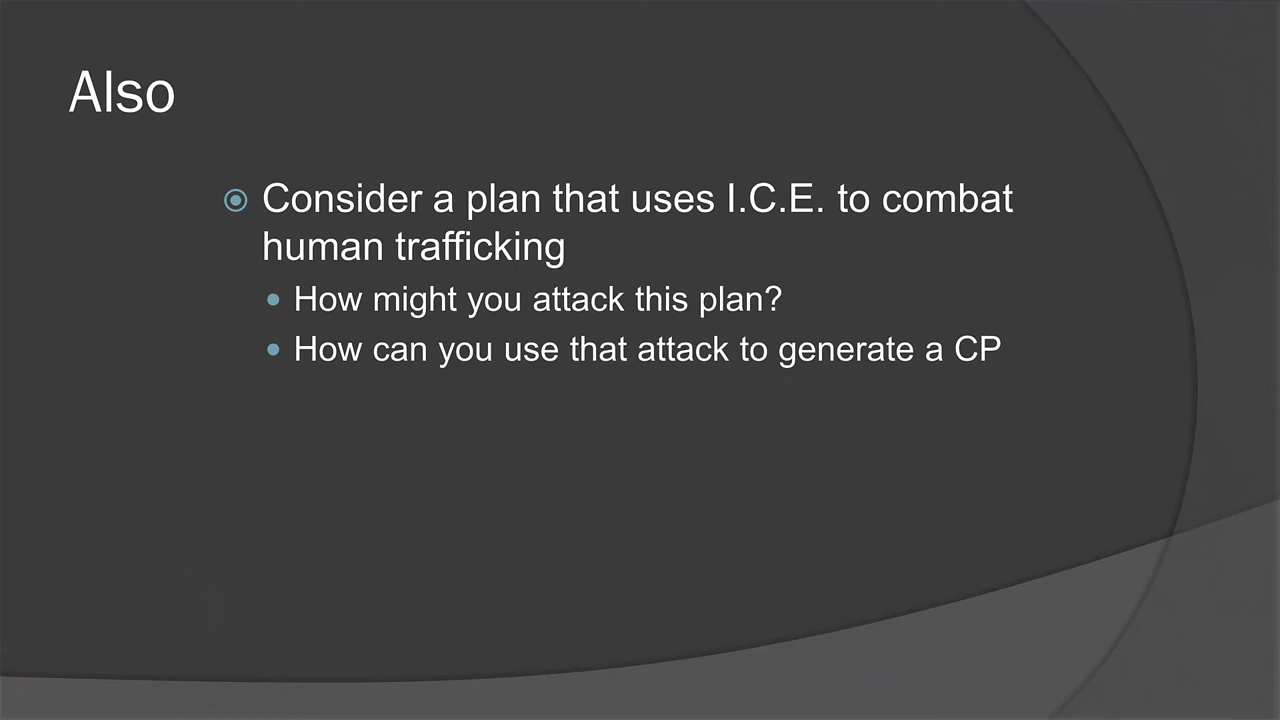 Also
Consider a plan that uses I.C.E. to combat
human trafficking
How might you attack this plan?
How can you use that attack to generate a CP